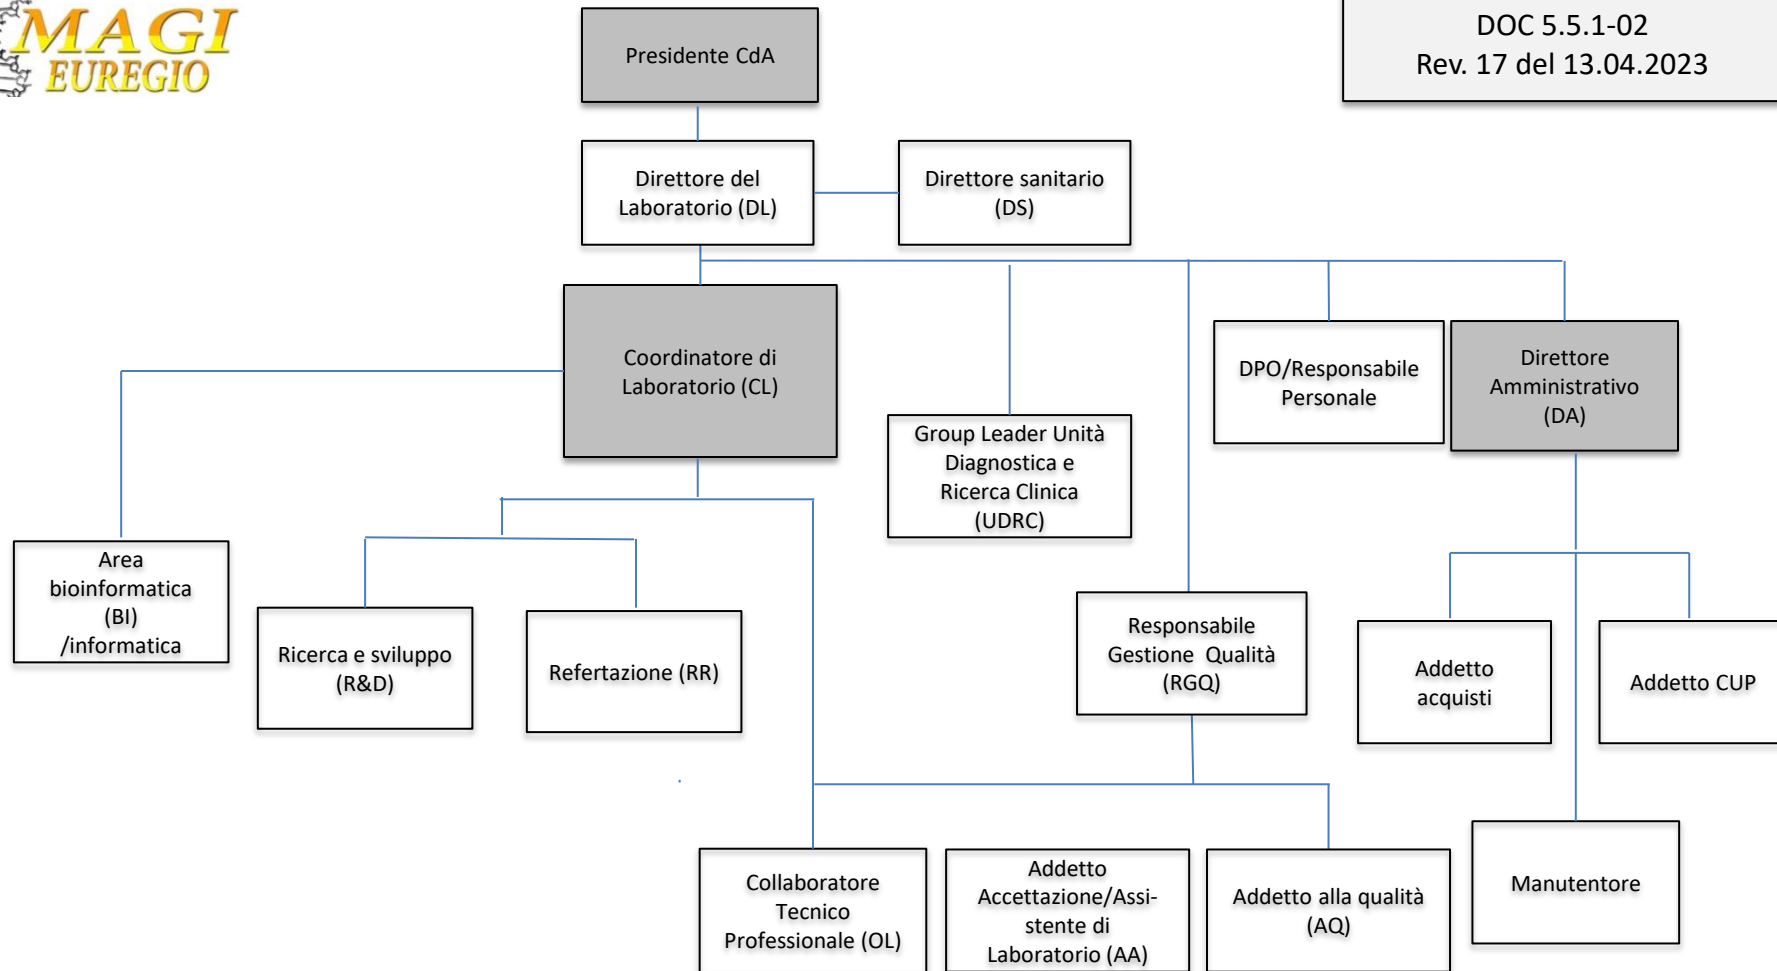 MAGI
EUREGIO
DOC 5.5.1-02
Rev. 17 del 13.04.2023
Presidente CdA
Direttore del
Laboratorio (DL)
Direttore sanitario
(DS)
Coordinatore di
Laboratorio (CL)
DPO/Responsabile
Personale
Direttore
Amministrativo
(DA)
Group Leader Unità
Diagnostica e
Ricerca Clinica
(UDRC)
Area
bioinformatica
(BI)
/informatica
Ricerca e sviluppo
(R&D)
Refertazione (RR)
Responsabile
Gestione  Qualità
(RGQ)
Addetto
acquisti
Addetto CUP
Collaboratore
Tecnico
Professionale (OL)
Addetto
Accettazione/Assi-
stente di
Laboratorio (AA)
Addetto alla qualità
(AQ)
Manutentore